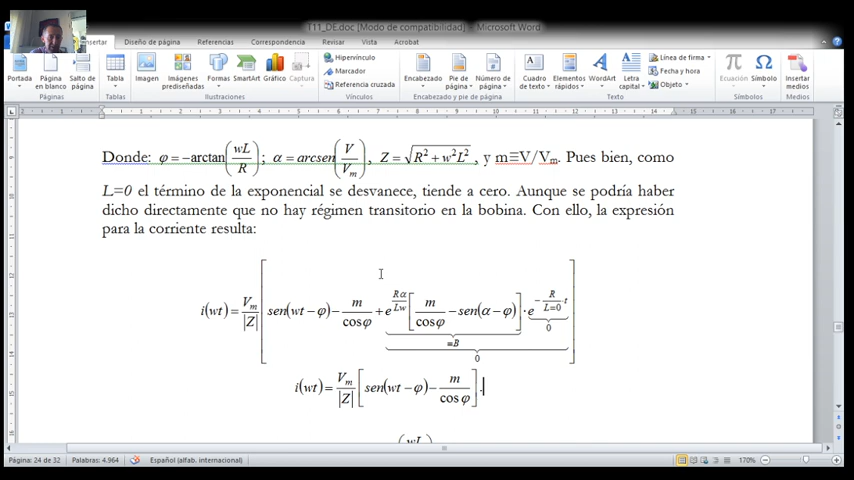 T11_DE.doc [Modo de compatibilidad] - Microsoft Word
Insertar Diseño de página Referencias Correspondencia Revisar Vista Acrobat
Portada Página en blanco Salto de página Tabla Imagen Imágenes prediseñadas Formas SmartArt Gráfico Captura Hipervínculo Marcador Referencia cruzada Encabezado Pie de página Número de página Cuadro de texto Elementos rápidos WordArt Letra capital Línea de firma Fecha y hora Objeto Ecuación Símbolo Insertar medios
Páginas Tablas Ilustraciones Vínculos Encabezado y pie de página Texto Símbolos Medios
Donde: φ = −arctan(wL/R); α = arcsen(V/Vm), Z = √(R² + w²L²), y m≡V/Vm. Pues bien, como
L=0 el término de la exponencial se desvanece, tiende a cero. Aunque se podría haber
dicho directamente que no hay régimen transitorio en la bobina. Con ello, la expresión
para la corriente resulta:
i(wt) = Vm/|Z| [sen(wt − φ) − m/cosφ + e^(Rα/Lw) [m/cosφ − sen(α − φ)] · e^(−R/(L=0) t)]
≡B 0
0
i(wt) = Vm/|Z| [sen(wt − φ) − m/cosφ].
(wL)
Página: 24 de 32 Palabras: 4.964 Español (alfab. internacional) 170%